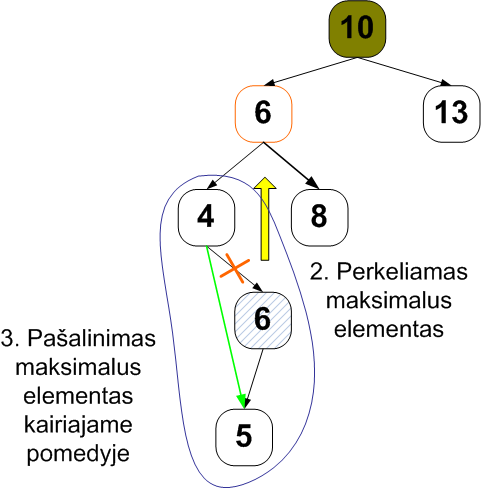 10
6
13
4
8
2. Perkeliamas
maksimalus
elementas
6
3. Pašalinimas
maksimalus
elementas
kairiajame
pomedyje
5